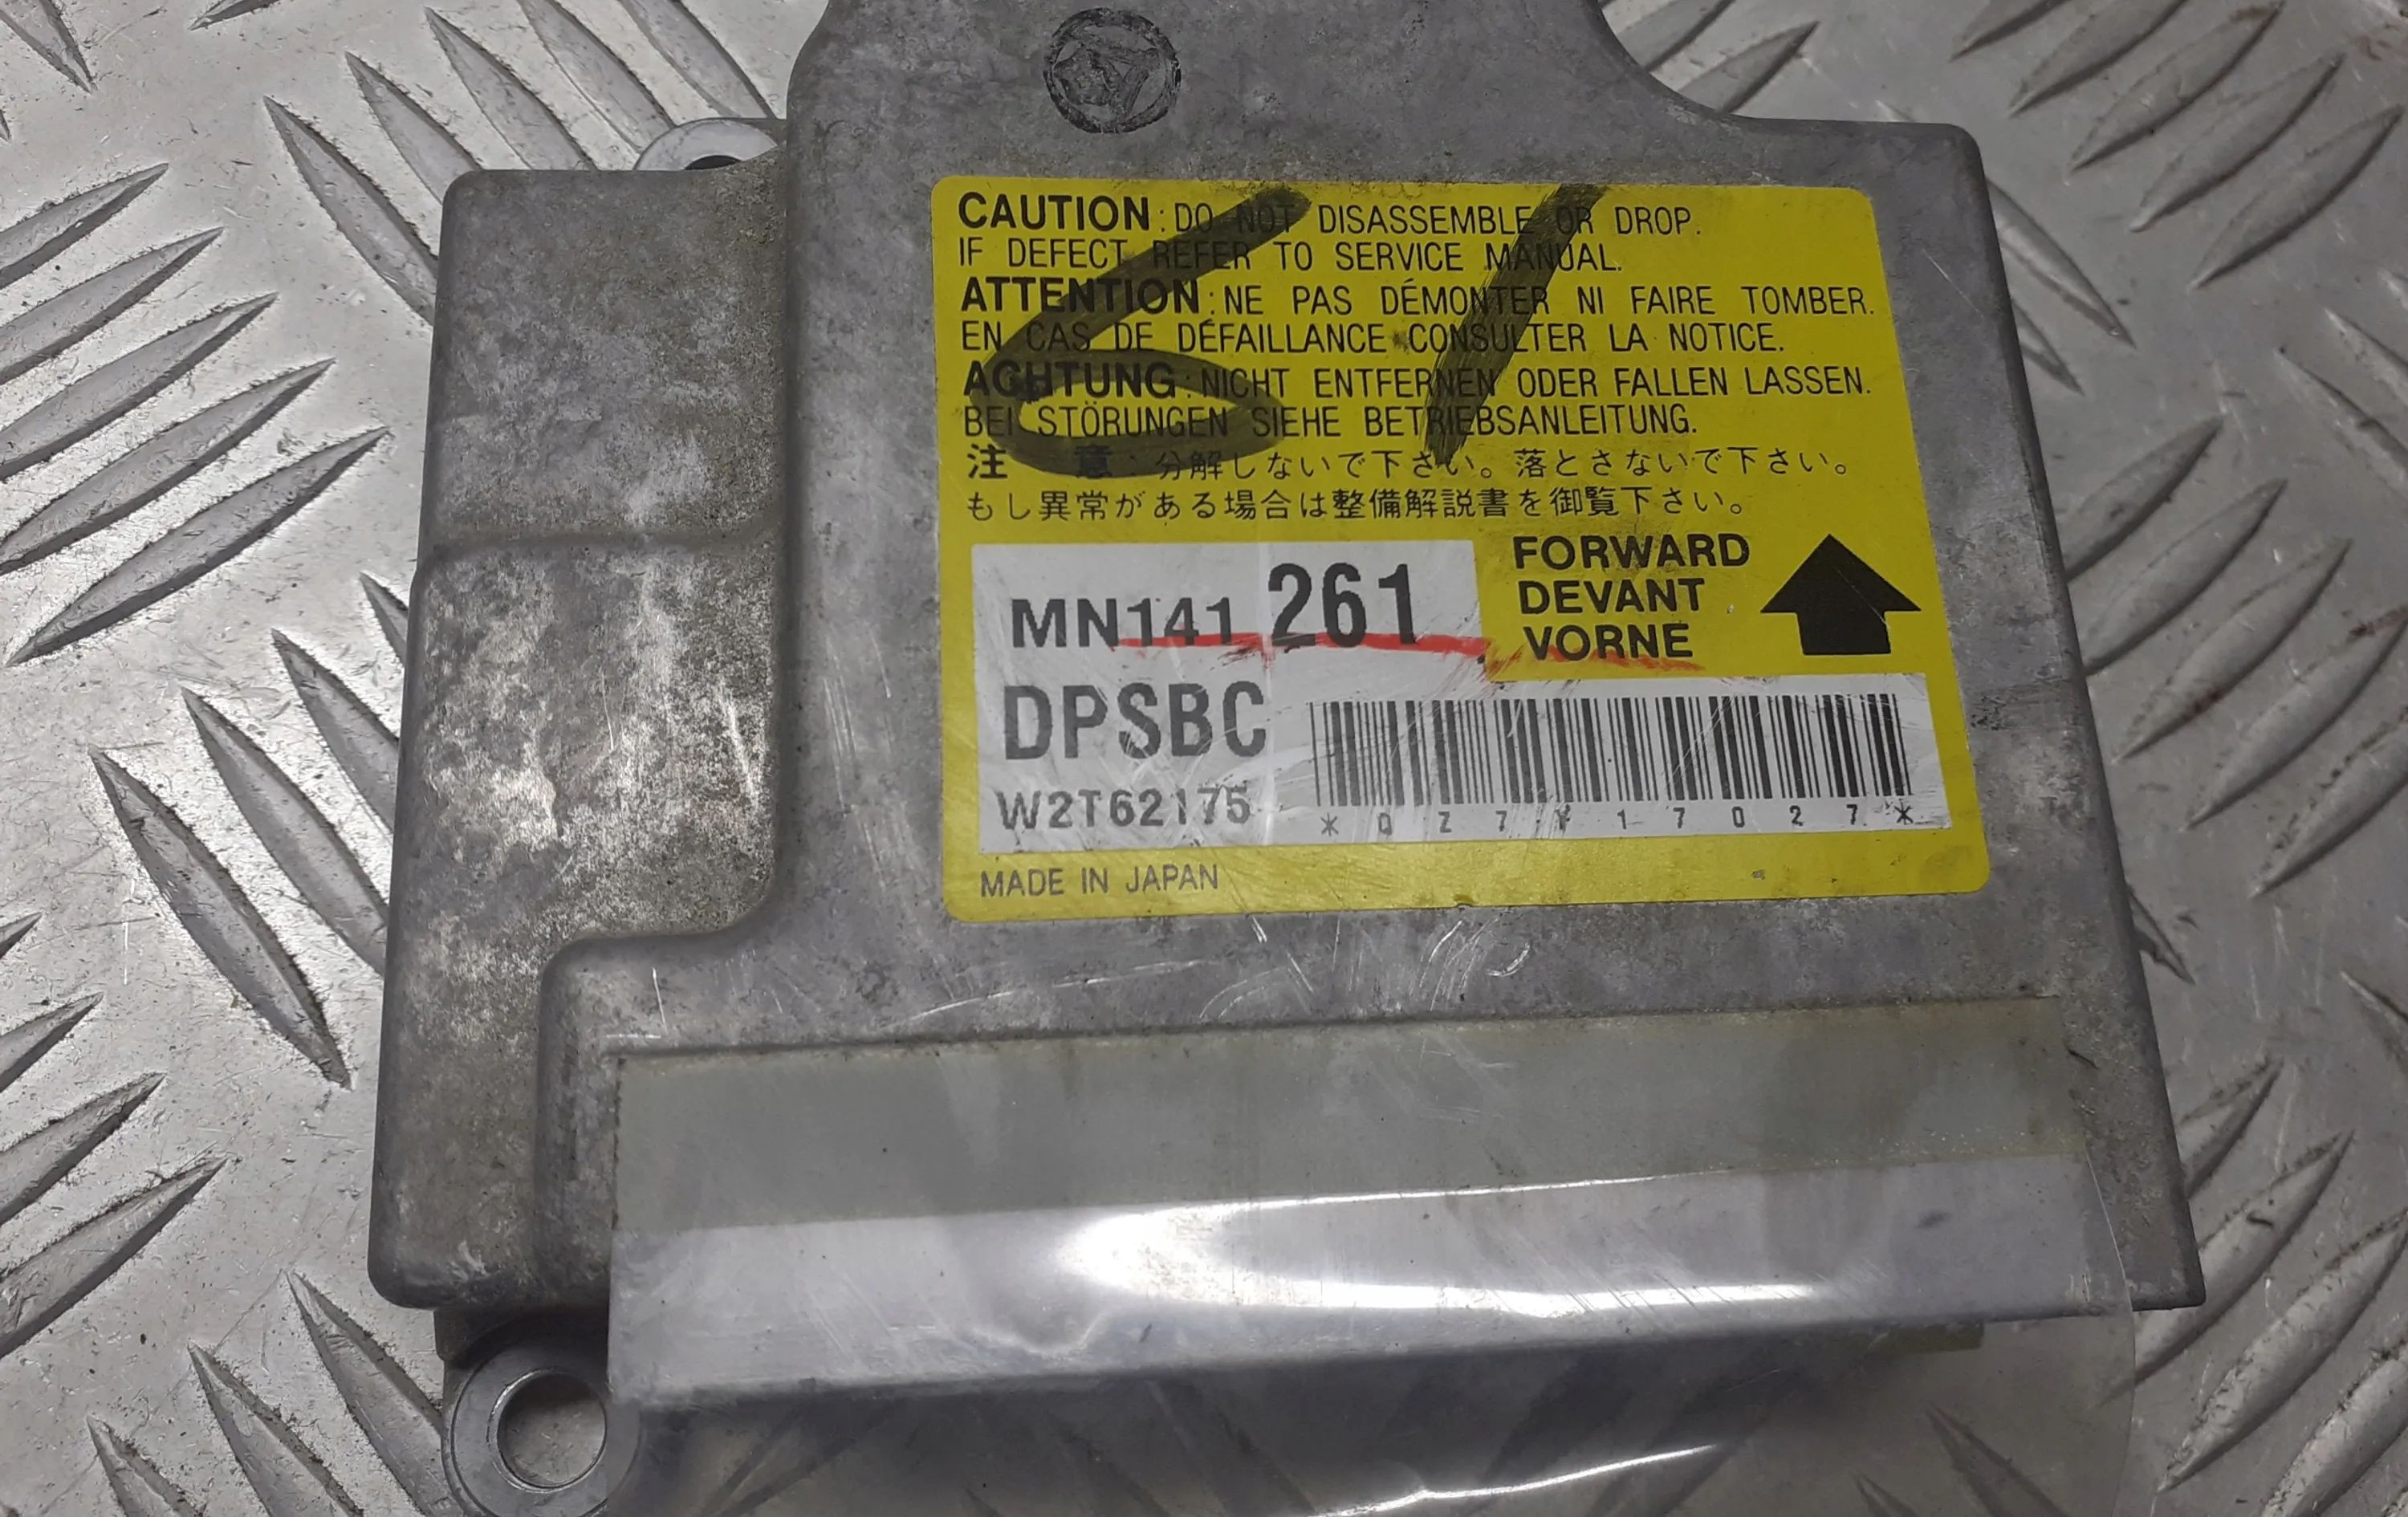 CAUTION: DO NOT DISASSEMBLE OR DROP.
IF DEFECT REFER TO SERVICE MANUAL.
ATTENTION: NE PAS DÉMONTER NI FAIRE TOMBER.
EN CAS DE DÉFAILLANCE CONSULTER LA NOTICE.
ACHTUNG: NICHT ENTFERNEN ODER FALLEN LASSEN.
BEI STÖRUNGEN SIEHE BETRIEBSANLEITUNG.
注 意: 分解しないで下さい。落とさないで下さい。
もし異常がある場合は整備解説書を御覧下さい。
61
MN141 261
FORWARD
DEVANT
VORNE
DPSBC
W2T62175
*QZ7Y17027*
MADE IN JAPAN